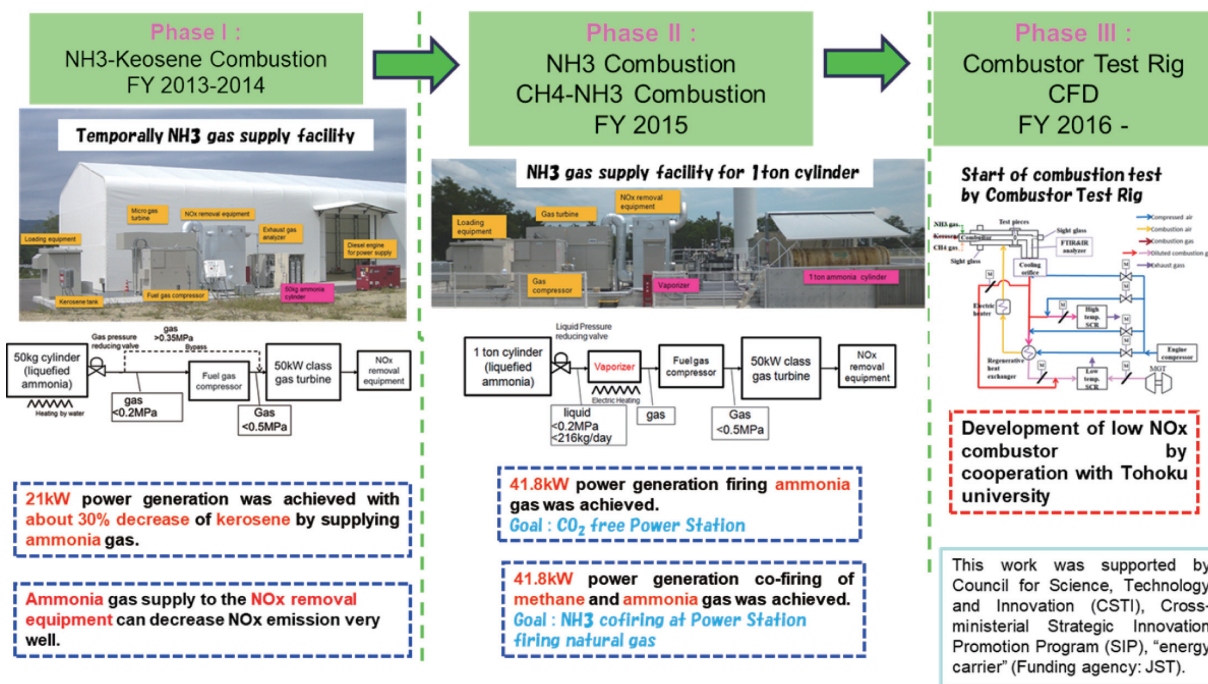 Phase I :
NH3-Keosene Combustion
FY 2013-2014
Temporally NH3 gas supply facility
Loading equipment
Micro gas
turbine
NOx removal equipment
Exhaust gas
analyzer
Diesel engine
for power supply
Kerosene tank
Fuel gas compressor
50kg ammonia
cylinder
50kg cylinder
(liquefied
ammonia)
Heating by water
Gas pressure
reducing valve
gas
>0.35MPa
Bypass
gas
<0.2MPa
Fuel gas
compressor
Gas
<0.5MPa
50kW class
gas turbine
NOx
removal
equipment
21kW power generation was achieved with
about 30% decrease of kerosene by supplying
ammonia gas.
Ammonia gas supply to the NOx removal
equipment can decrease NOx emission very
well.
Phase II :
NH3 Combustion
CH4-NH3 Combustion
FY 2015
NH3 gas supply facility for 1 ton cylinder
Loading
equipment
Gas turbine
NOx removal
equipment
Gas
compressor
Vaporizer
1 ton ammonia cylinder
1 ton cylinder
(liquefied
ammonia)
Liquid Pressure
reducing valve
Vaporizer
Electric Heating
liquid
<0.2MPa
<216kg/day
gas
Fuel gas
compressor
Gas
<0.5MPa
50kW class
gas turbine
NOx
removal
equipment
41.8kW power generation firing ammonia
gas was achieved.
Goal : CO₂ free Power Station
41.8kW power generation co-firing of
methane and ammonia gas was achieved.
Goal : NH3 cofiring at Power Station
firing natural gas
Phase III :
Combustor Test Rig
CFD
FY 2016 -
Start of combustion test
by Combustor Test Rig
NH3 gas
Kerosene
CH4 gas
Combustor
Test pieces
Sight glass
Sight glass
FTIR&IR
analyzer
Cooling
orifice
Compressed air
Combustion air
Combustion gas
Diluted combustion g
Exhaust gass
Electric
heater
High
temp.
SCR
Regenerative
heat
exchanger
Low
temp.
SCR
Engine
compressor
MGT
M
M
M
M
M
M
Development of low NOx
combustor by
cooperation with Tohoku
university
This work was supported by
Council for Science, Technology
and Innovation (CSTI), Cross-
ministerial Strategic Innovation
Promotion Program (SIP), “energy
carrier” (Funding agency: JST).